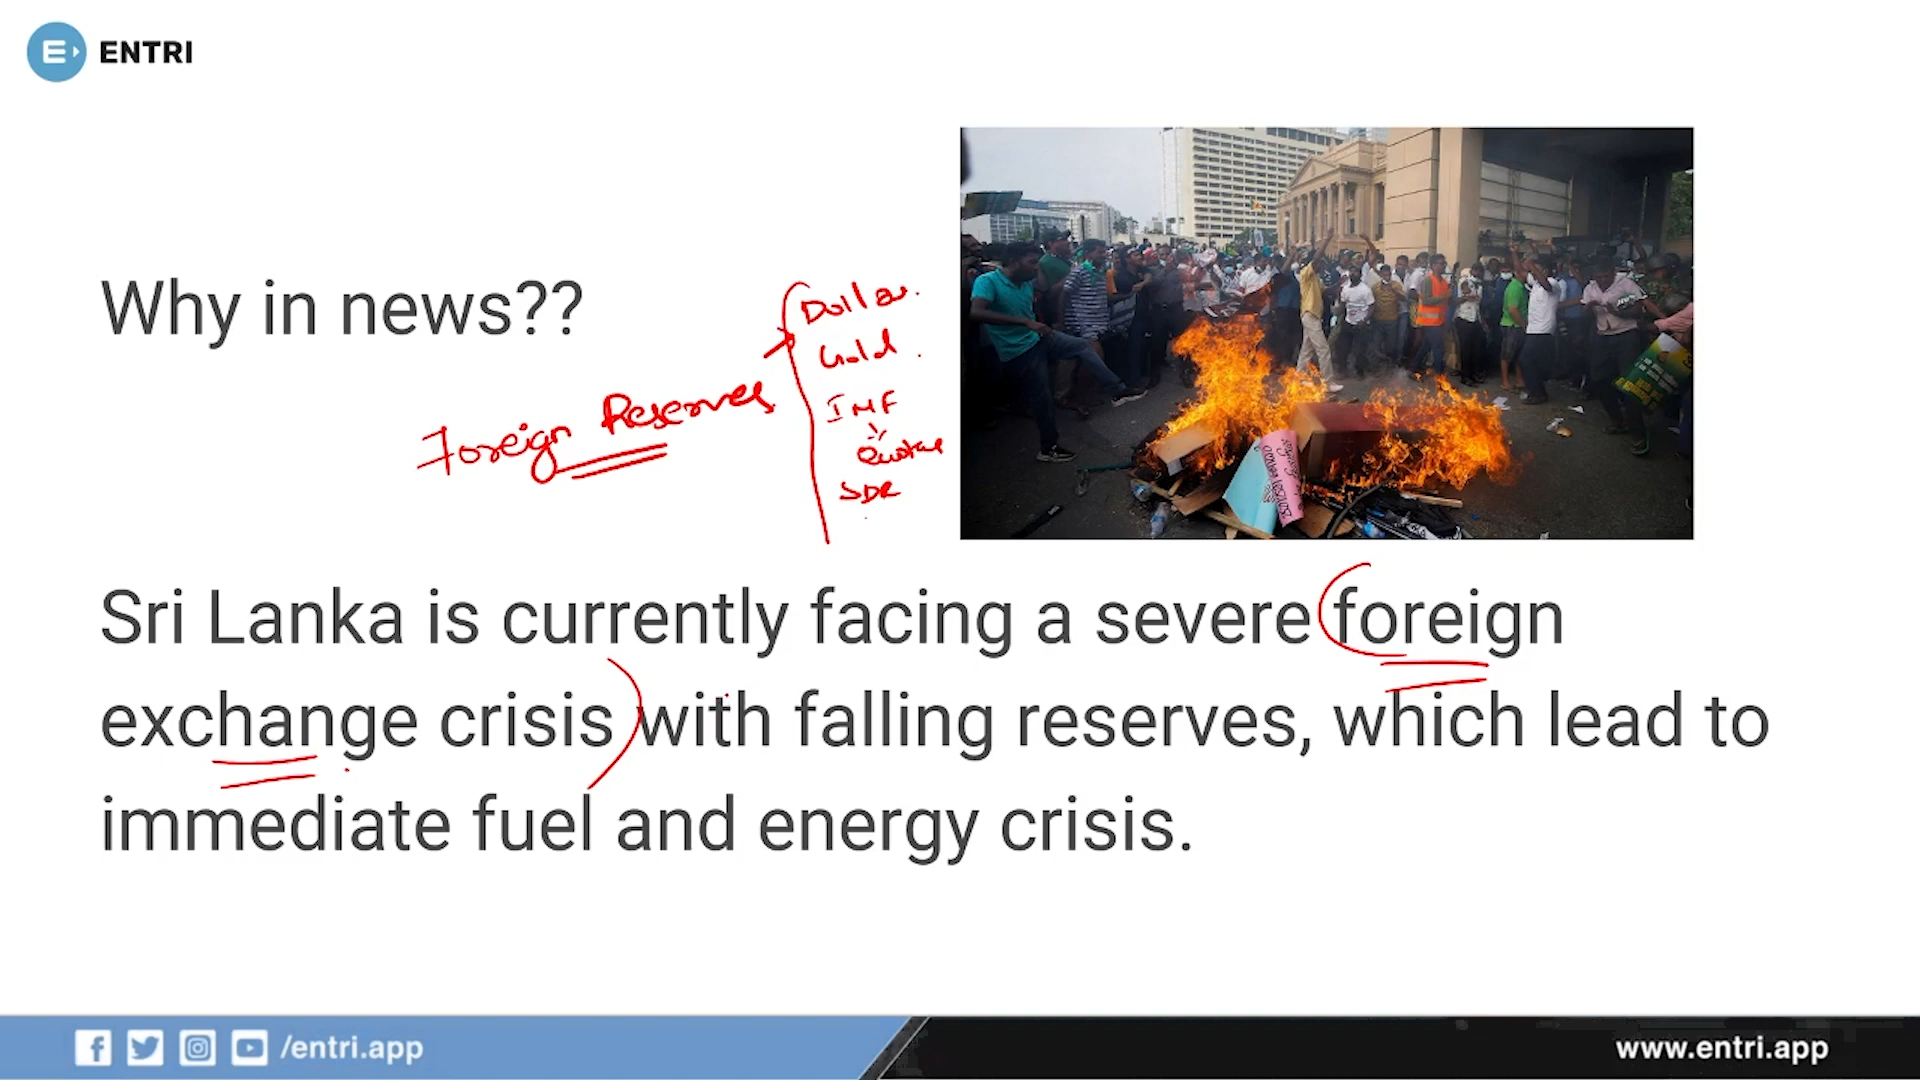 ENTRI
Why in news??
Foreign Reserves
Dollar.
Gold.
IMF
SDR
Sri Lanka is currently facing a severe foreign
exchange crisis with falling reserves, which lead to
immediate fuel and energy crisis.
/entri.app
www.entri.app